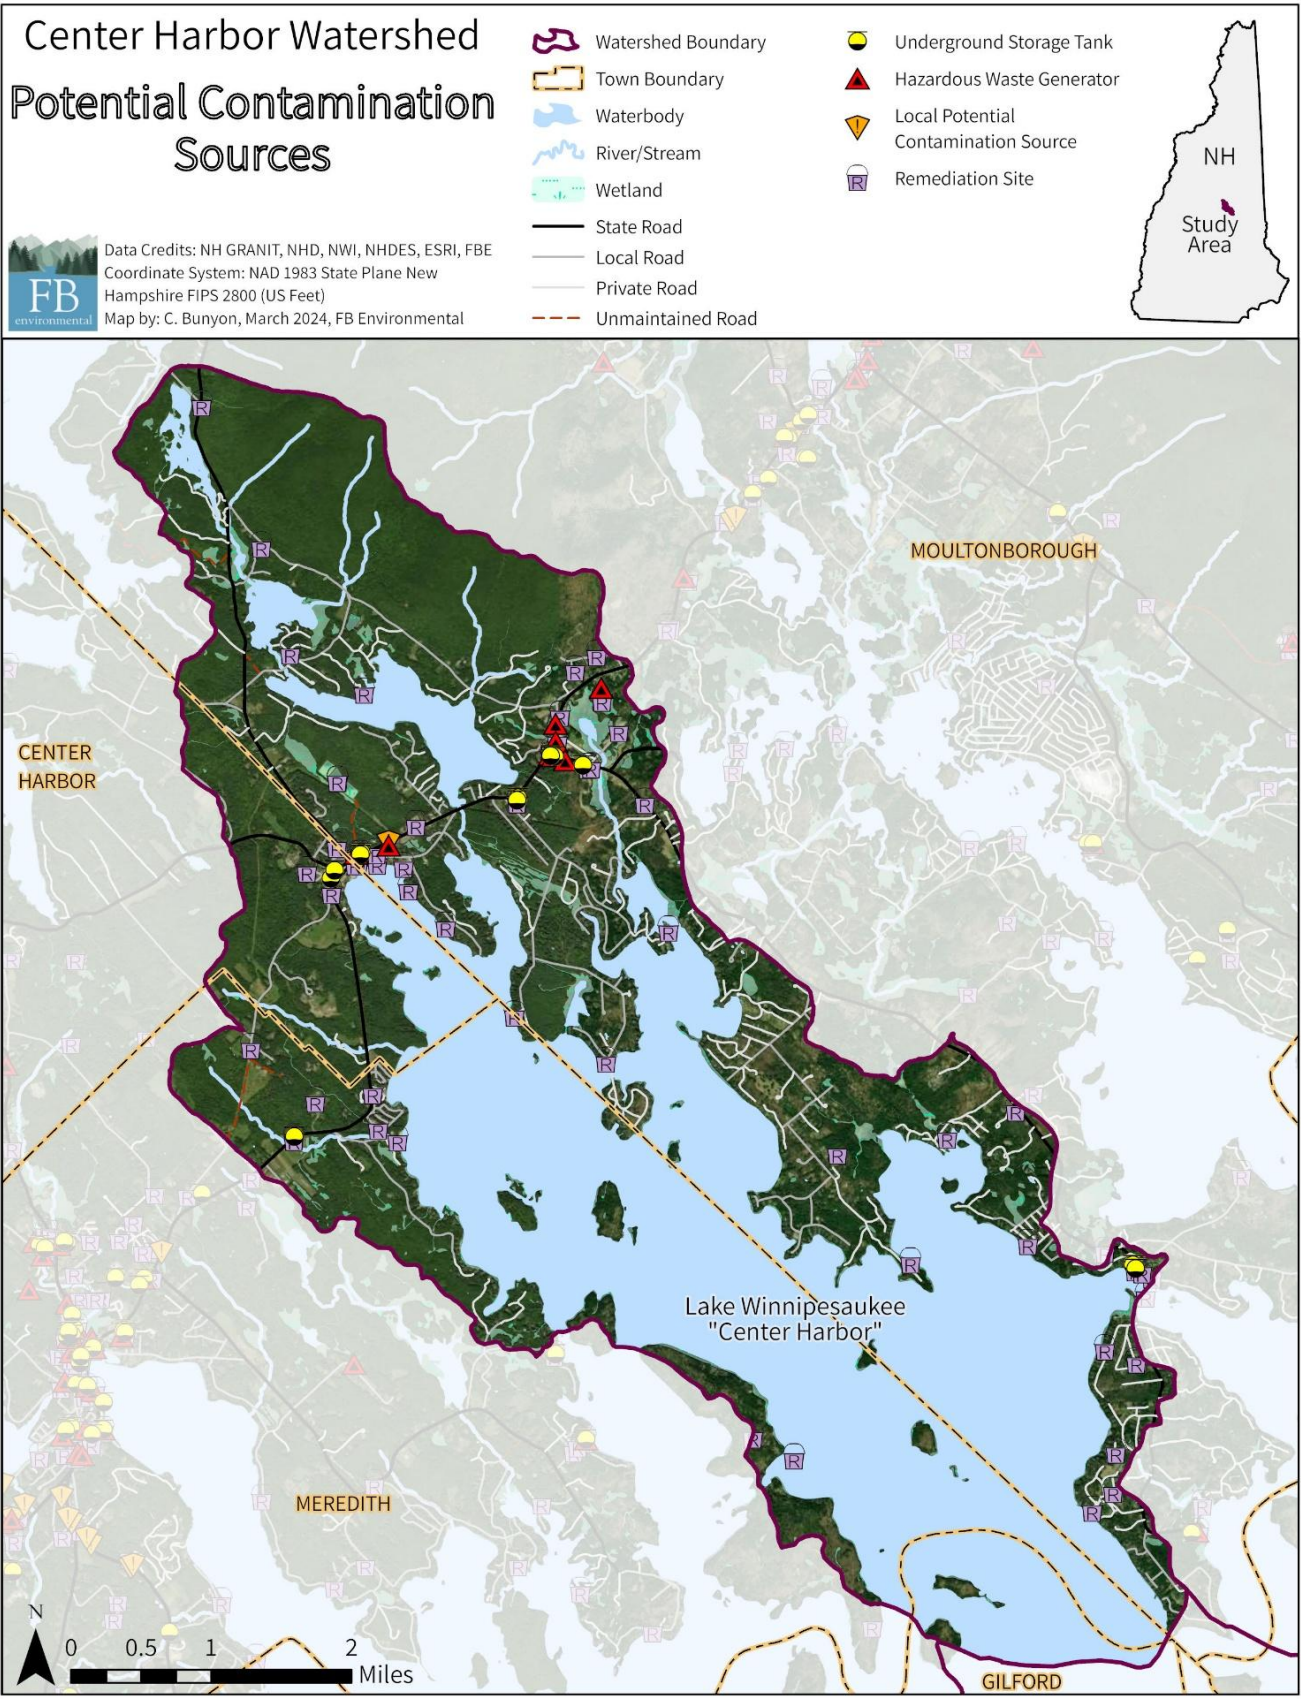 Center Harbor Watershed
Potential Contamination
Sources
FB
environmental
Data Credits: NH GRANIT, NHD, NWI, NHDES, ESRI, FBE
Coordinate System: NAD 1983 State Plane New
Hampshire FIPS 2800 (US Feet)
Map by: C. Bunyon, March 2024, FB Environmental
Watershed Boundary
Town Boundary
Waterbody
River/Stream
Wetland
State Road
Local Road
Private Road
Unmaintained Road
Underground Storage Tank
Hazardous Waste Generator
Local Potential
Contamination Source
R
Remediation Site
NH
Study
Area
MOULTONBOROUGH
CENTER
HARBOR
Lake Winnipesaukee
"Center Harbor"
MEREDITH
GILFORD
N
0 0.5 1 2
Miles